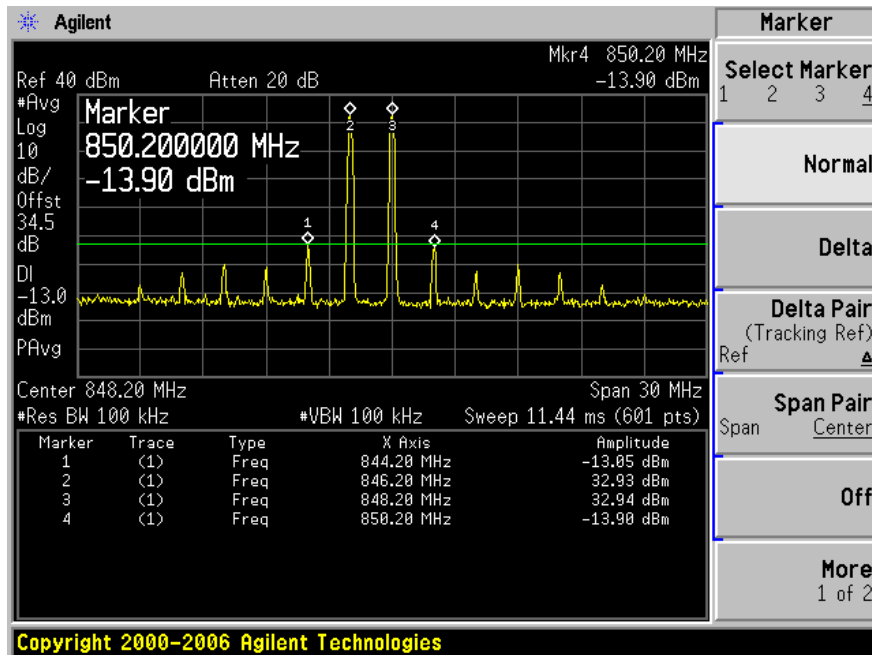 Agilent
Marker
Mkr4 850.20 MHz
Ref 40 dBm Atten 20 dB -13.90 dBm
#Avg
Log
10
dB/
Offst
34.5
dB
DI
-13.0
dBm
PAvg
Marker
850.200000 MHz
-13.90 dBm
1
2
3
4
Center 848.20 MHz Span 30 MHz
#Res BW 100 kHz #VBW 100 kHz Sweep 11.44 ms (601 pts)
Marker Trace Type X Axis Amplitude
1 (1) Freq 844.20 MHz -13.05 dBm
2 (1) Freq 846.20 MHz 32.93 dBm
3 (1) Freq 848.20 MHz 32.94 dBm
4 (1) Freq 850.20 MHz -13.90 dBm
Select Marker
1 2 3 4
Normal
Delta
Delta Pair
(Tracking Ref)
Ref Δ
Span Pair
Span Center
Off
More
1 of 2
Copyright 2000-2006 Agilent Technologies